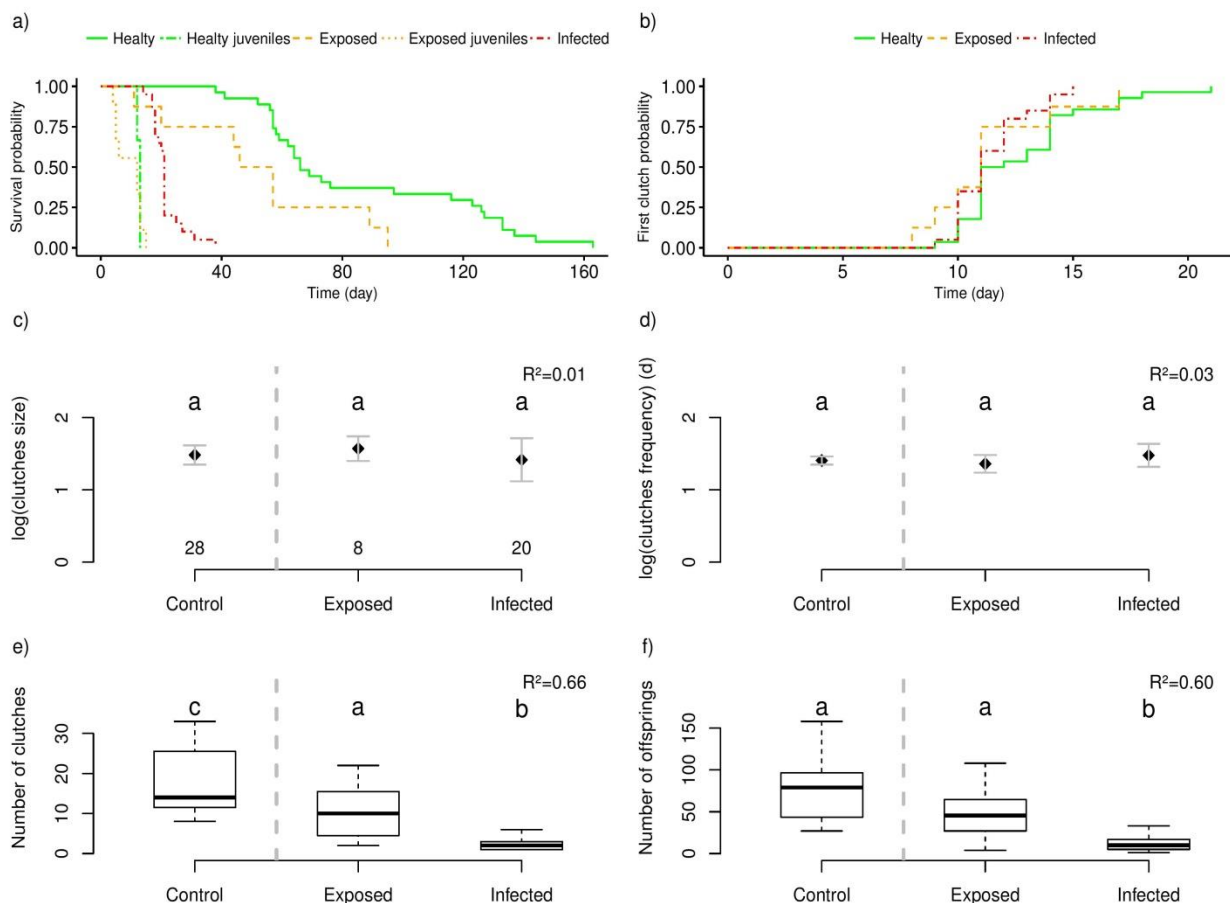 a)
Healty Healty juveniles Exposed Exposed juveniles Infected
Survival probability
1.00
0.75
0.50
0.25
0.00
0 40 80 120 160
Time (day)
b)
Healty Exposed Infected
First clutch probability
1.00
0.75
0.50
0.25
0.00
0 5 10 15 20
Time (day)
c)
R²=0.01
log(clutches size)
a a a
2
1
0
28 8 20
Control Exposed Infected
d)
R²=0.03
log(clutches frequency) (d)
a a a
2
1
0
Control Exposed Infected
e)
R²=0.66
Number of clutches
c a b
30
20
10
0
Control Exposed Infected
f)
R²=0.60
Number of offsprings
a a b
150
100
50
0
Control Exposed Infected